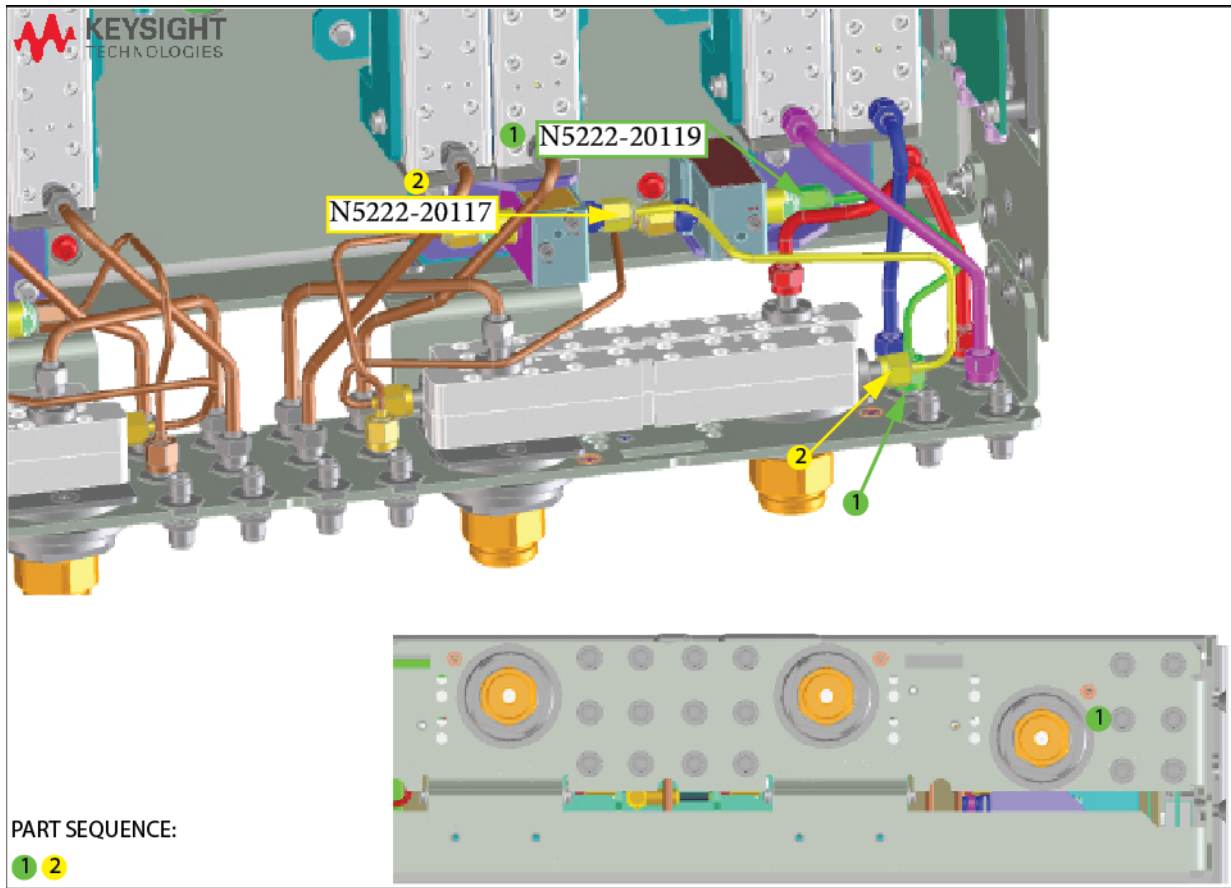 KEYSIGHT
TECHNOLOGIES
1 N5222-20119
2
N5222-20117
2
1
1
PART SEQUENCE:
1 2